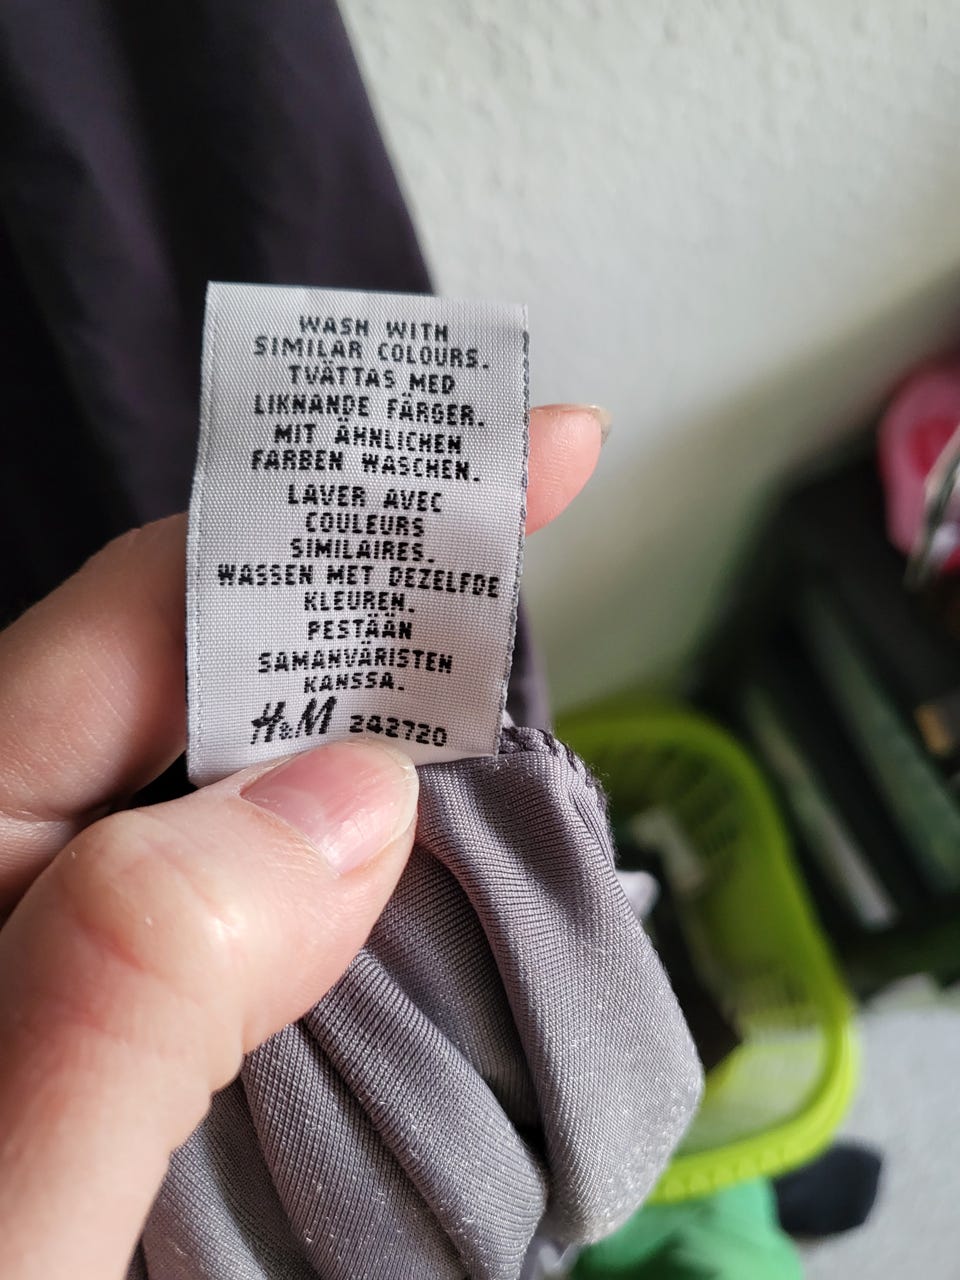 WASH WITH
SIMILAR COLOURS.
TVÄTTAS MED
LIKNANDE FÄRGER.
MIT ÄHNLICHEN
FARBEN WASCHEN.
LAVER AVEC
COULEURS
SIMILAIRES.
WASSEN MET DEZELFDE
KLEUREN.
PESTÄÄN
SAMANVÄRISTEN
KANSSA.
H&M 242720